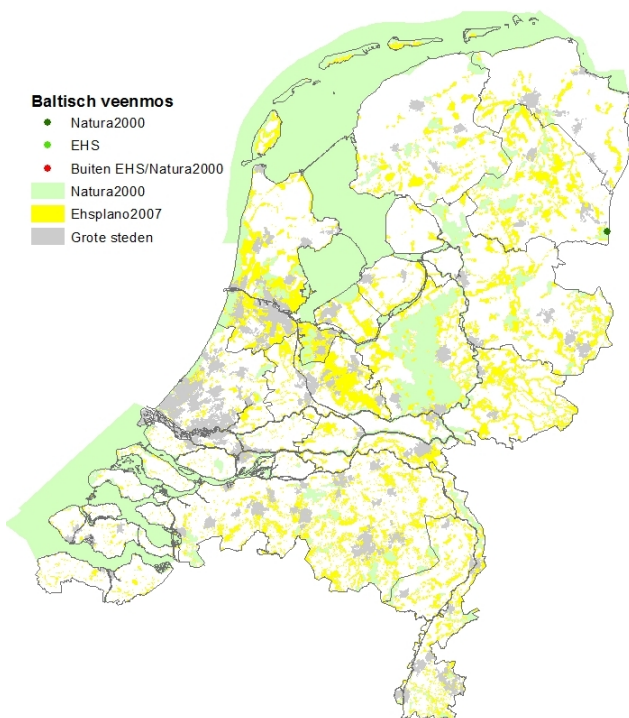 Baltisch veenmos
Natura2000
EHS
Buiten EHS/Natura2000
Natura2000
Ehsplano2007
Grote steden